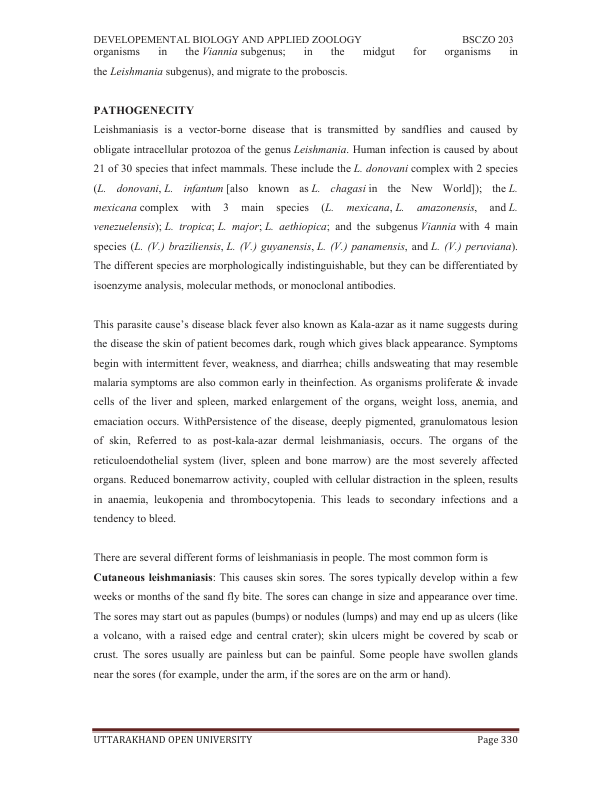 DEVELOPEMENTAL BIOLOGY AND APPLIED ZOOLOGY BSCZO 203
organisms in the Viannia subgenus; in the midgut for organisms in
the Leishmania subgenus), and migrate to the proboscis.
PATHOGENECITY
Leishmaniasis is a vector-borne disease that is transmitted by sandflies and caused by
obligate intracellular protozoa of the genus Leishmania. Human infection is caused by about
21 of 30 species that infect mammals. These include the L. donovani complex with 2 species
(L. donovani, L. infantum [also known as L. chagasi in the New World]); the L.
mexicana complex with 3 main species (L. mexicana, L. amazonensis, and L.
venezuelensis); L. tropica; L. major; L. aethiopica; and the subgenus Viannia with 4 main
species (L. (V.) braziliensis, L. (V.) guyanensis, L. (V.) panamensis, and L. (V.) peruviana).
The different species are morphologically indistinguishable, but they can be differentiated by
isoenzyme analysis, molecular methods, or monoclonal antibodies.
This parasite cause's disease black fever also known as Kala-azar as it name suggests during
the disease the skin of patient becomes dark, rough which gives black appearance. Symptoms
begin with intermittent fever, weakness, and diarrhea; chills andsweating that may resemble
malaria symptoms are also common early in theinfection. As organisms proliferate & invade
cells of the liver and spleen, marked enlargement of the organs, weight loss, anemia, and
emaciation occurs. WithPersistence of the disease, deeply pigmented, granulomatous lesion
of skin, Referred to as post-kala-azar dermal leishmaniasis, occurs. The organs of the
reticuloendothelial system (liver, spleen and bone marrow) are the most severely affected
organs. Reduced bonemarrow activity, coupled with cellular distraction in the spleen, results
in anaemia, leukopenia and thrombocytopenia. This leads to secondary infections and a
tendency to bleed.
There are several different forms of leishmaniasis in people. The most common form is
Cutaneous leishmaniasis: This causes skin sores. The sores typically develop within a few
weeks or months of the sand fly bite. The sores can change in size and appearance over time.
The sores may start out as papules (bumps) or nodules (lumps) and may end up as ulcers (like
a volcano, with a raised edge and central crater); skin ulcers might be covered by scab or
crust. The sores usually are painless but can be painful. Some people have swollen glands
near the sores (for example, under the arm, if the sores are on the arm or hand).
UTTARAKHAND OPEN UNIVERSITY Page 330